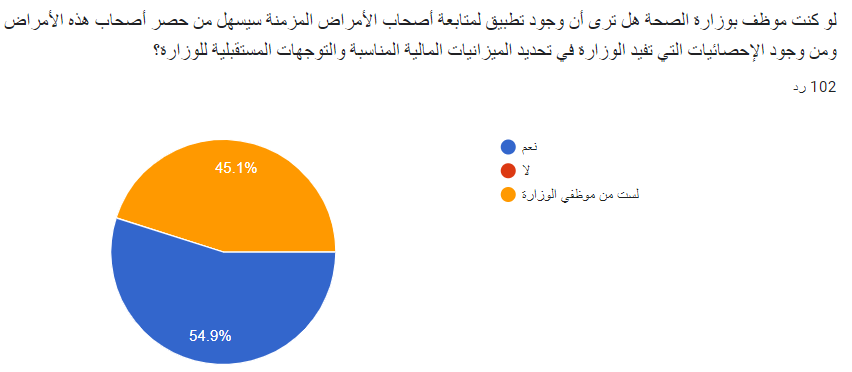 لو كنت موظف بوزارة الصحة هل ترى أن وجود تطبيق لمتابعة أصحاب الأمراض المزمنة سيسهل من حصر أصحاب هذه الأمراض
ومن وجود الإحصائيات التي تفيد الوزارة في تحديد الميزانيات المالية المناسبة والتوجهات المستقبلية للوزارة؟
102 رد
نعم
لا
لست من موظفي الوزارة
45.1%
54.9%